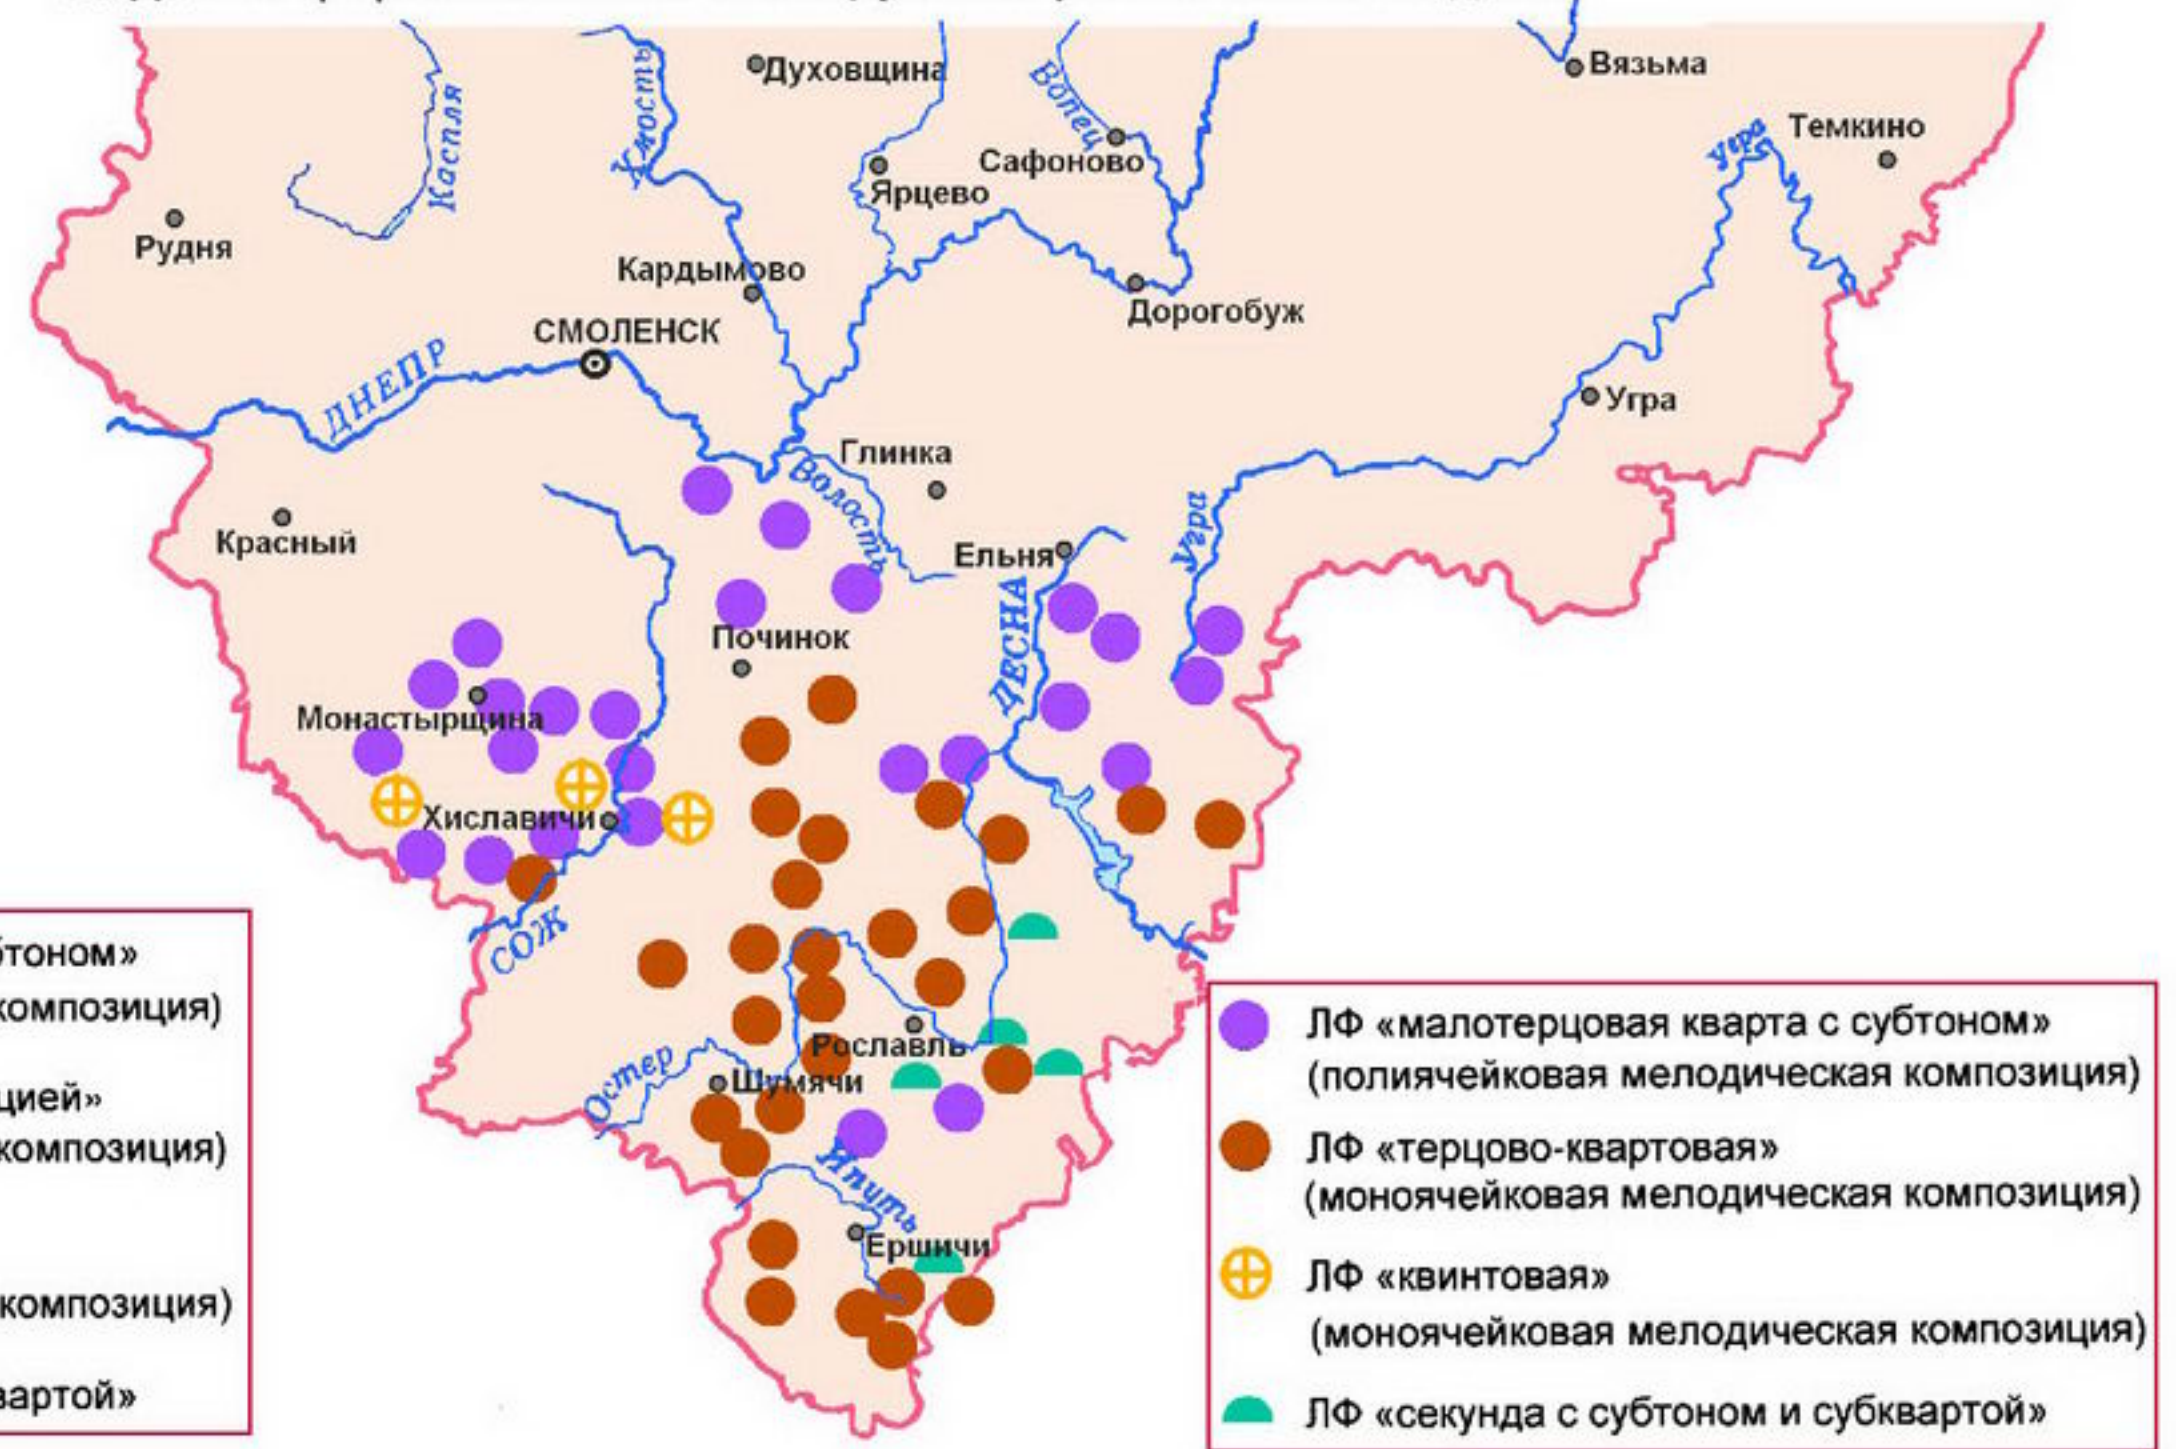 Духовщина
Вязьма
Каспля
Хмость
Вопец
Темкино
Угра
Сафоново
Ярцево
Рудня
Кардымово
Дорогобуж
СМОЛЕНСК
ДНЕПР
Угра
Глинка
Волость
Красный
Угра
Ельня
ДЕСНА
Починок
Монастырщина
Хиславичи
СОЖ
Рославль
Остер
Шумячи
Ипуть
Ершичи
бтоном»
композиция)
цией»
композиция)
композиция)
вартой»
ЛФ «малотерцовая кварта с субтоном»
(полиячейковая мелодическая композиция)
ЛФ «терцово-квартовая»
(моноячейковая мелодическая композиция)
ЛФ «квинтовая»
(моноячейковая мелодическая композиция)
ЛФ «секунда с субтоном и субквартой»